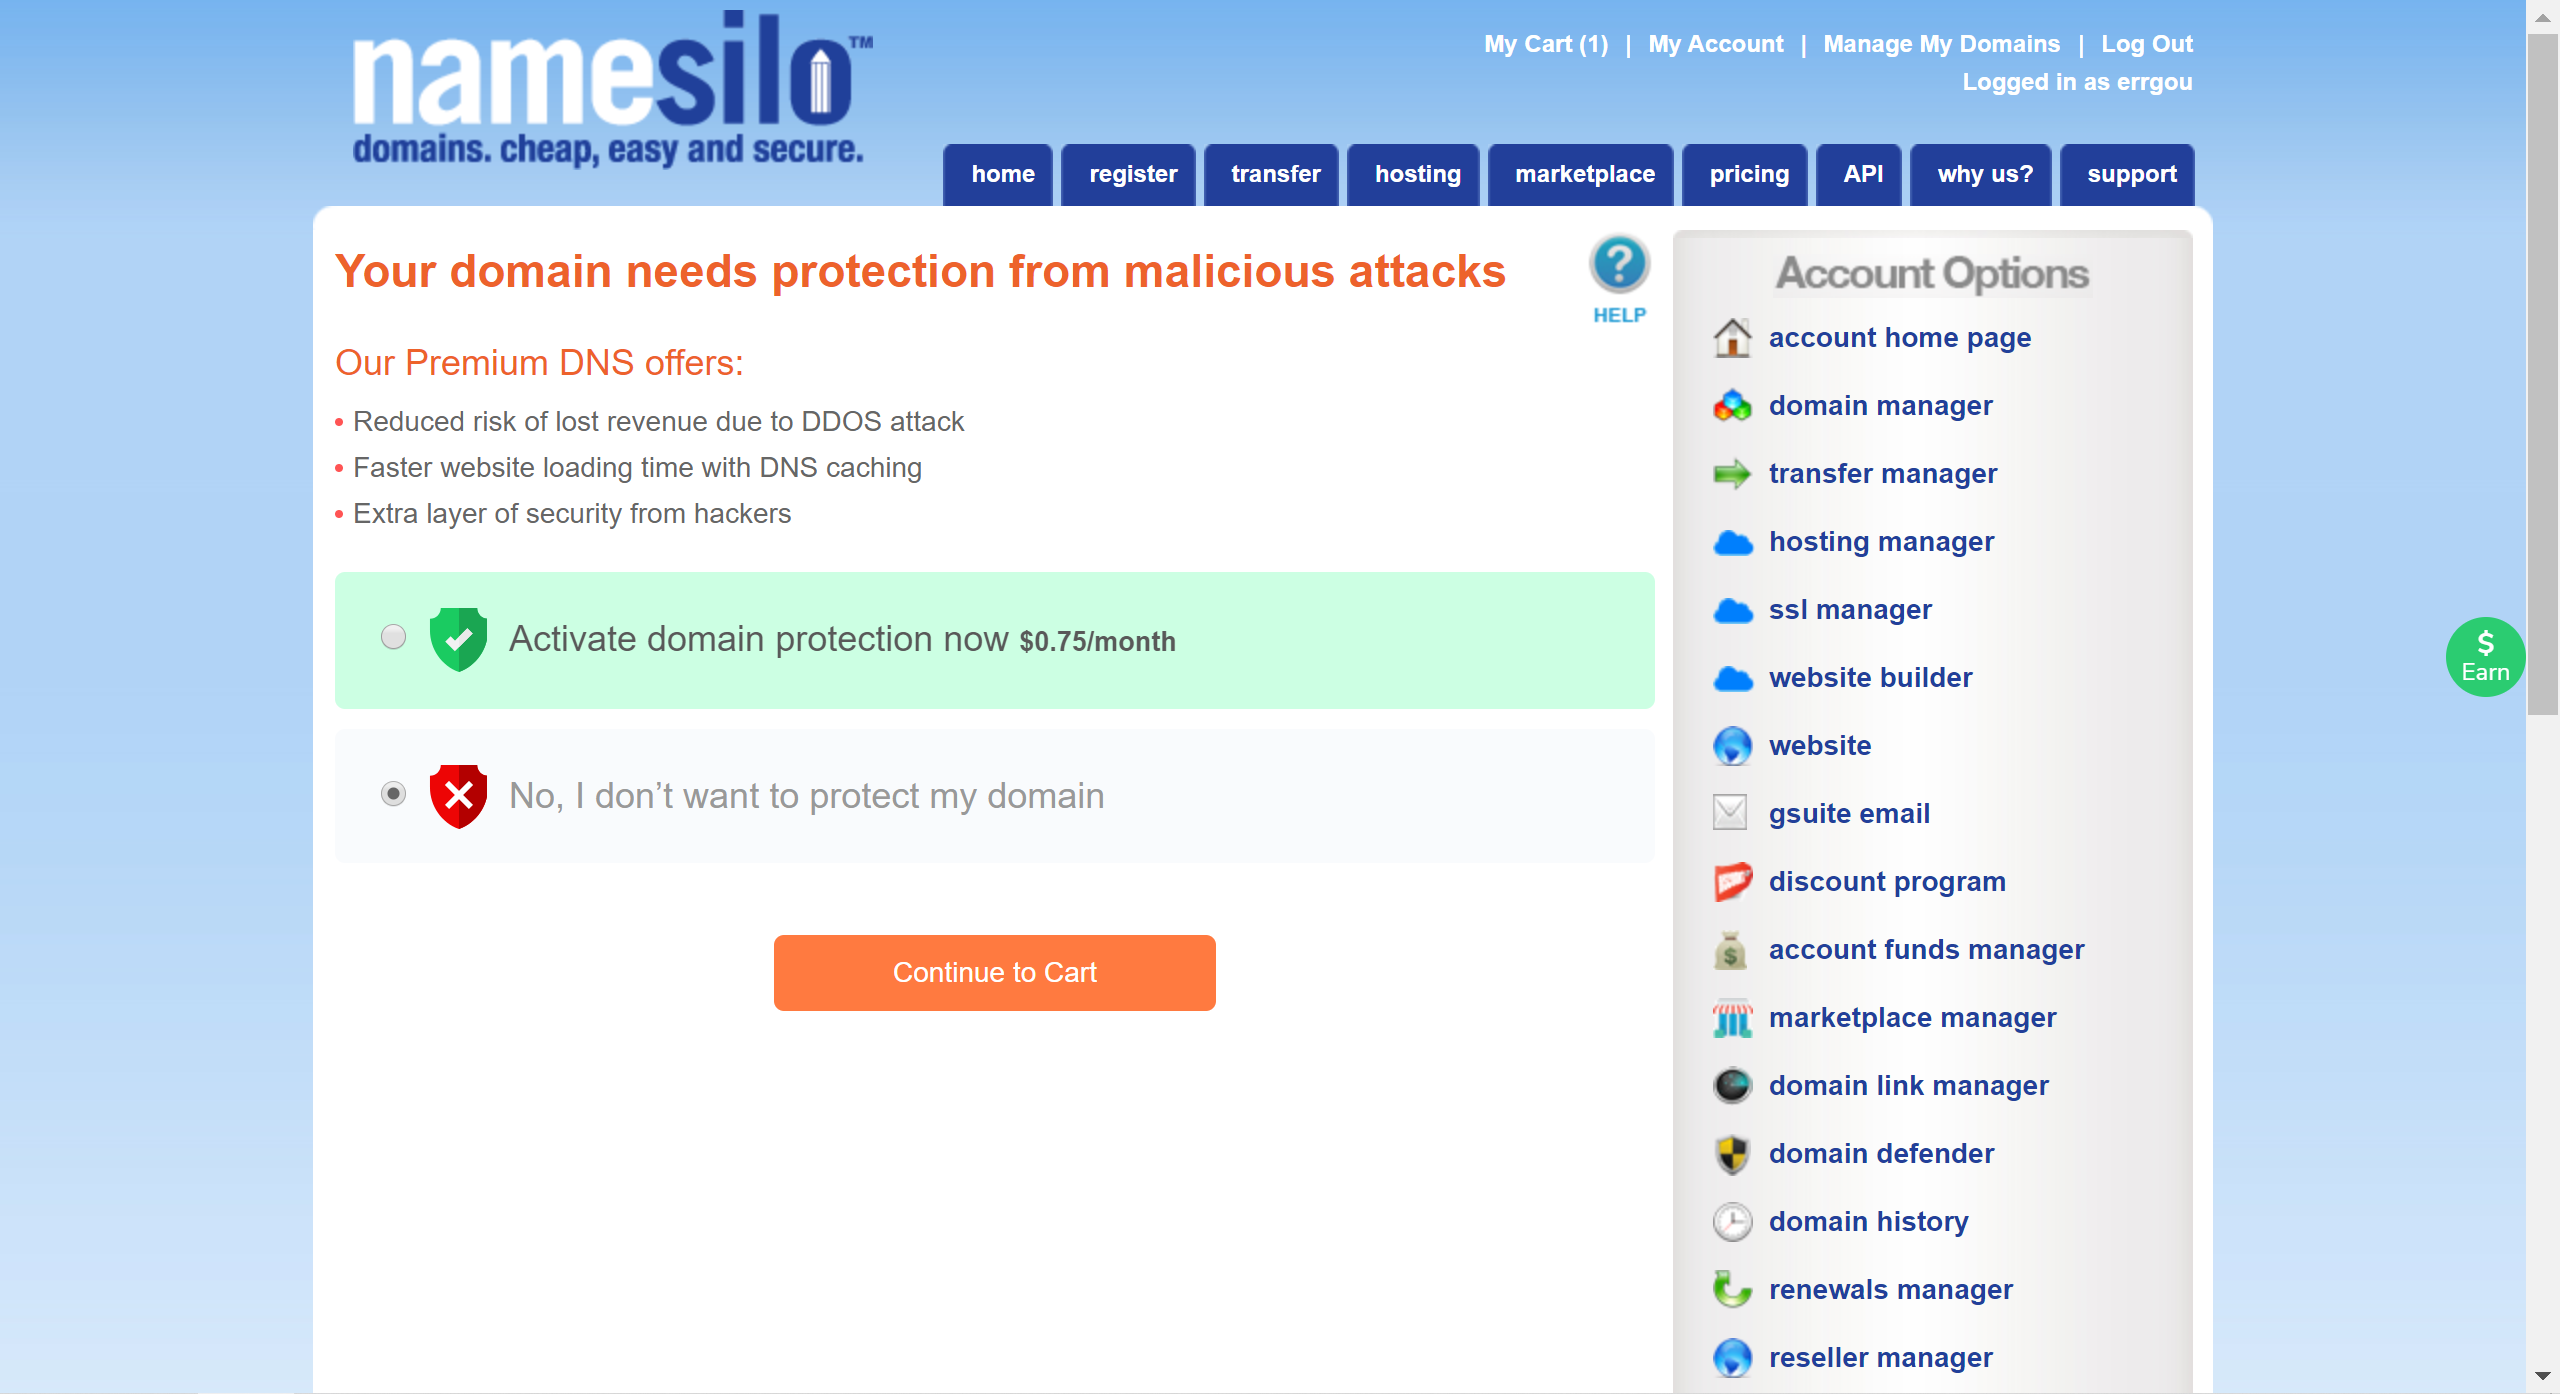 namesilo™
domains. cheap, easy and secure.
My Cart (1) | My Account | Manage My Domains | Log Out
Logged in as errgou
home register transfer hosting marketplace pricing API why us? support
Your domain needs protection from malicious attacks
HELP
Our Premium DNS offers:
• Reduced risk of lost revenue due to DDOS attack
• Faster website loading time with DNS caching
• Extra layer of security from hackers
Activate domain protection now $0.75/month
No, I don’t want to protect my domain
Continue to Cart
Account Options
account home page
domain manager
transfer manager
hosting manager
ssl manager
website builder
website
gsuite email
discount program
account funds manager
marketplace manager
domain link manager
domain defender
domain history
renewals manager
reseller manager
$
Earn